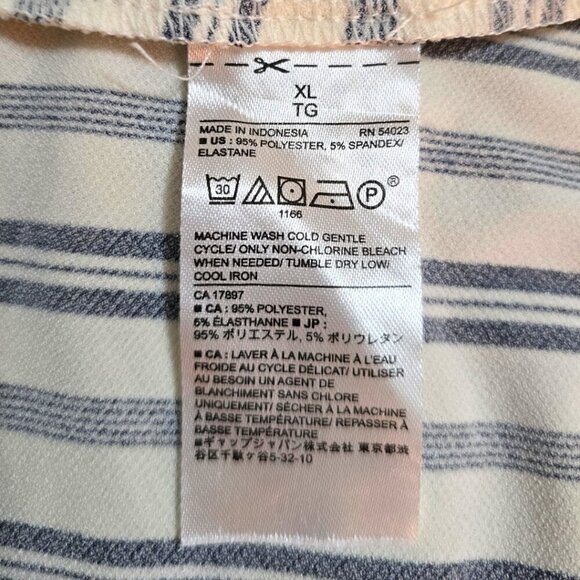 XL
TG
MADE IN INDONESIA RN 54023
■ US : 95% POLYESTER, 5% SPANDEX/
ELASTANE
30 P ®
1166
MACHINE WASH COLD GENTLE
CYCLE/ ONLY NON-CHLORINE BLEACH
WHEN NEEDED/ TUMBLE DRY LOW/
COOL IRON
CA 17897
■ CA : 95% POLYESTER,
5% ÉLASTHANNE ■ JP :
95% ポリエステル, 5% ポリウレタン
■ CA : LAVER À LA MACHINE À L'EAU
FROIDE AU CYCLE DÉLICAT/ UTILISER
AU BESOIN UN AGENT DE
BLANCHIMENT SANS CHLORE
UNIQUEMENT/ SÉCHER À LA MACHINE
À BASSE TEMPÉRATURE/ REPASSER À
BASSE TEMPÉRATURE
■ギャップジャパン株式会社 東京都渋
谷区千駄ヶ谷5-32-10